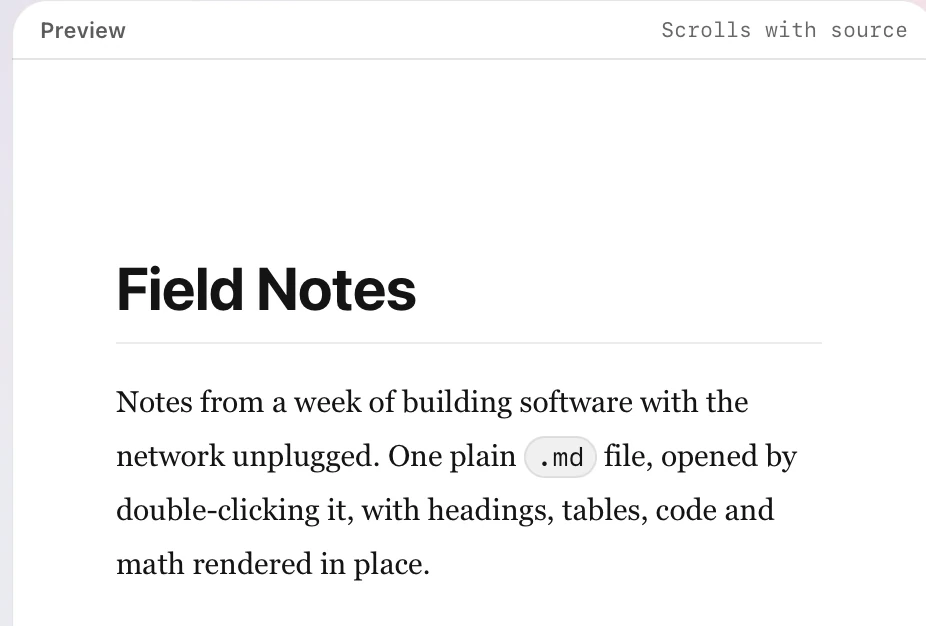 Preview
Scrolls with source
Field Notes
Notes from a week of building software with the
network unplugged. One plain .md file, opened by
double-clicking it, with headings, tables, code and
math rendered in place.